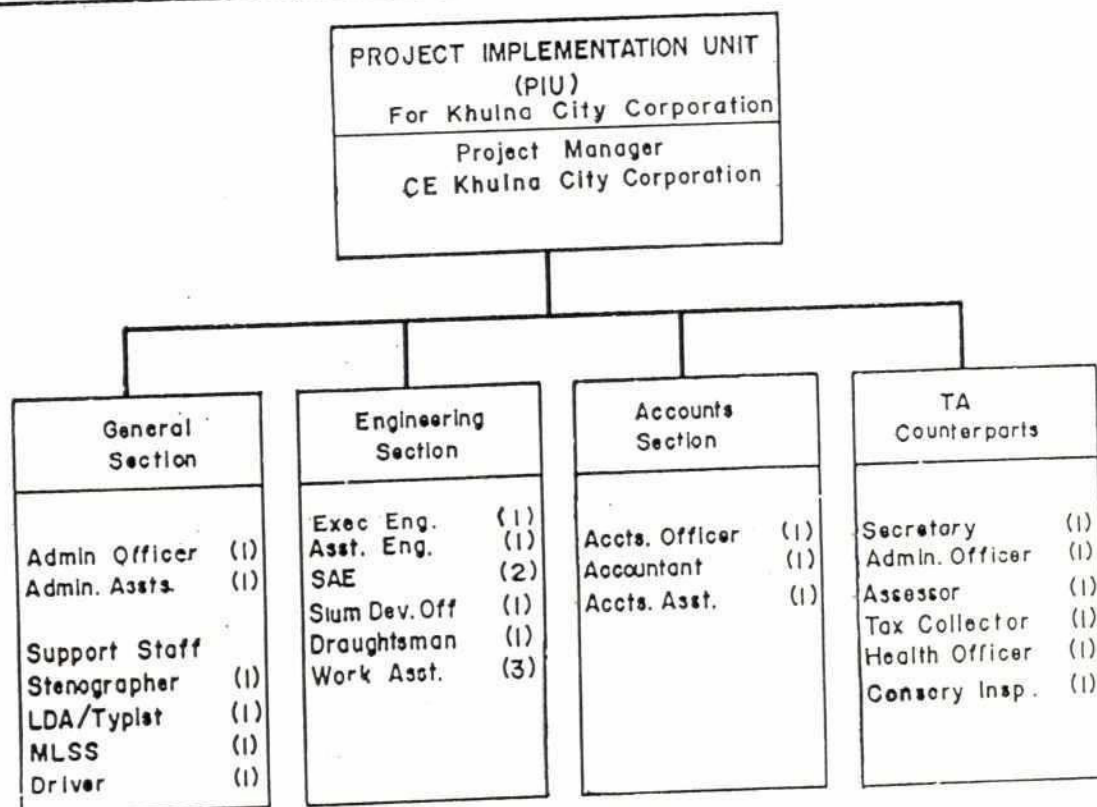 PROJECT IMPLEMENTATION UNIT
(PIU)
For Khulna City Corporation
Project Manager
CE Khulna City Corporation
General
Section
Admin Officer (1)
Admin. Assts. (1)
Support Staff
Stenographer (1)
LDA/Typist (1)
MLSS (1)
Driver (1)
Engineering
Section
Exec Eng. (1)
Asst. Eng. (1)
SAE (2)
Slum Dev. Off (1)
Draughtsman (1)
Work Asst. (3)
Accounts
Section
Accts. Officer (1)
Accountant (1)
Accts. Asst. (1)
TA
Counterparts
Secretary (1)
Admin. Officer (1)
Assessor (1)
Tax Collector (1)
Health Officer (1)
Consory Insp. (1)